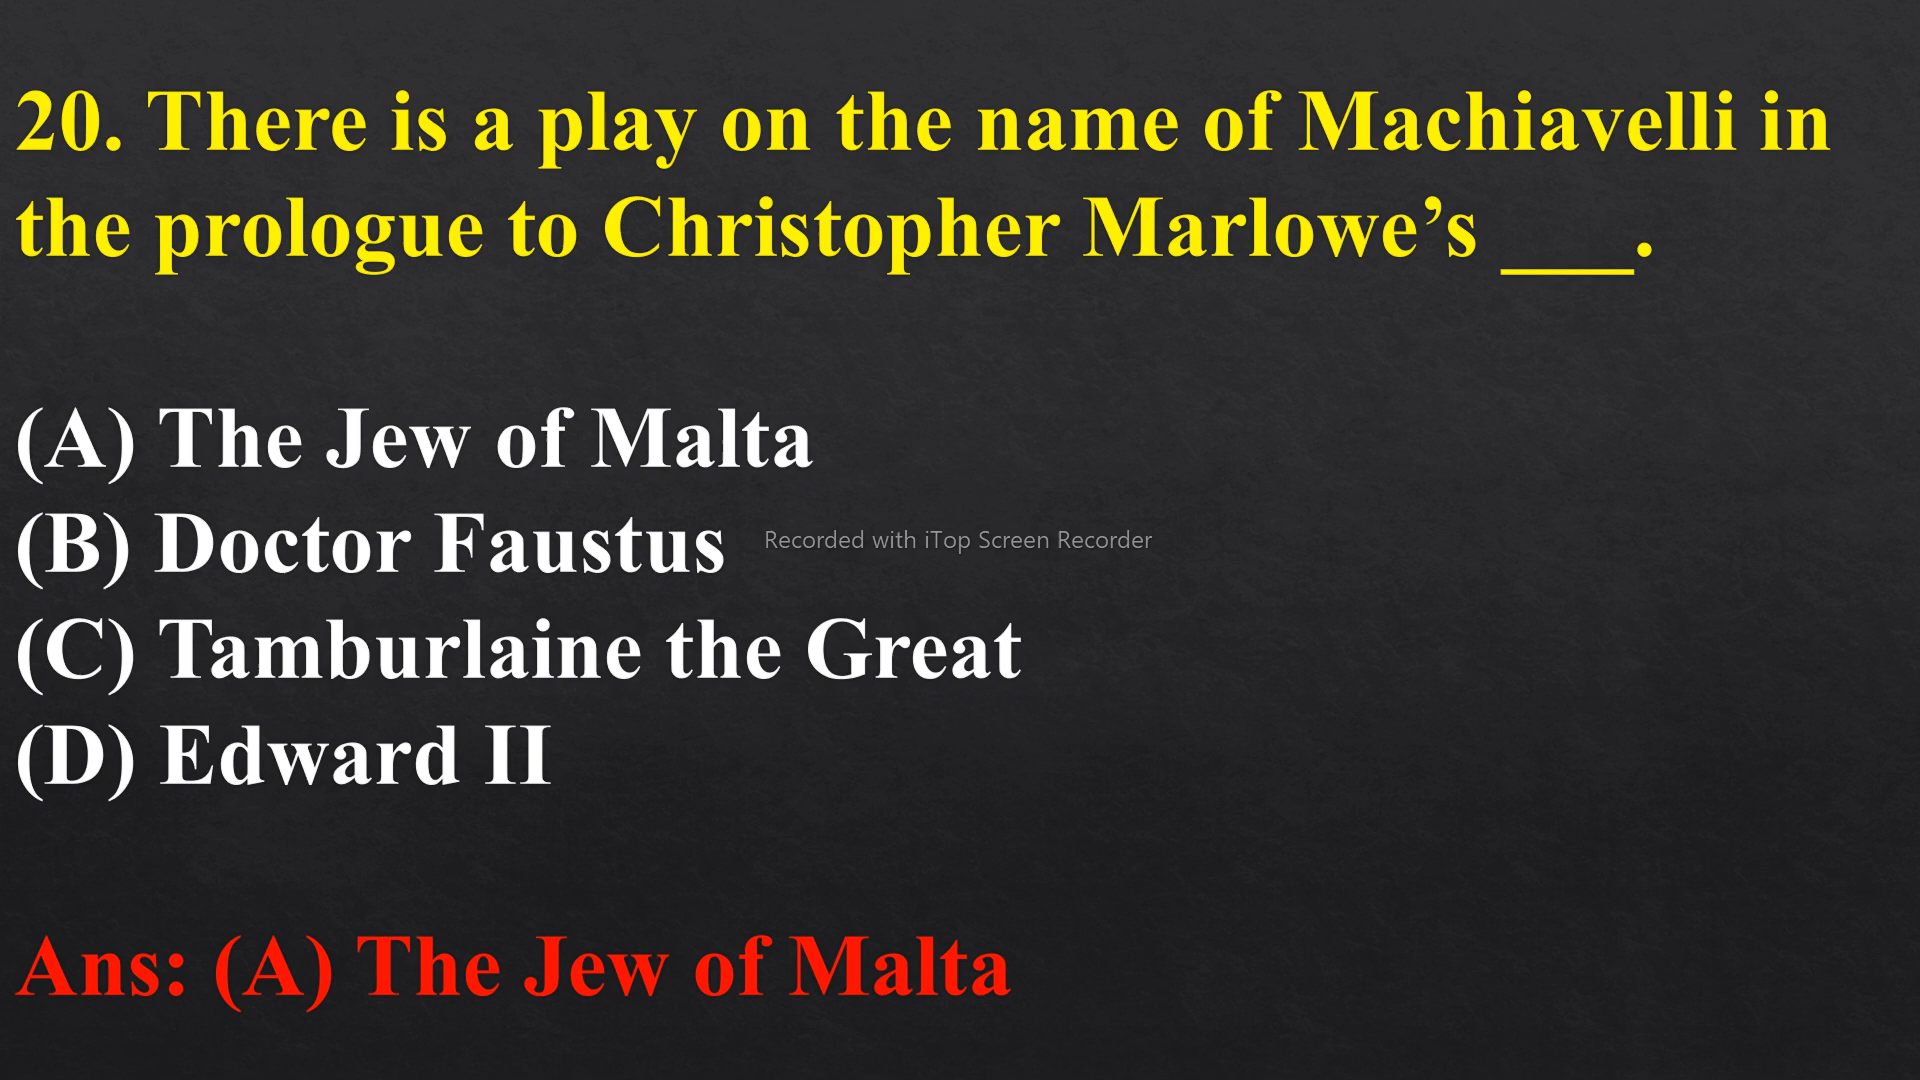 20. There is a play on the name of Machiavelli in
the prologue to Christopher Marlowe’s ___.
(A) The Jew of Malta
(B) Doctor Faustus
Recorded with iTop Screen Recorder
(C) Tamburlaine the Great
(D) Edward II
Ans: (A) The Jew of Malta